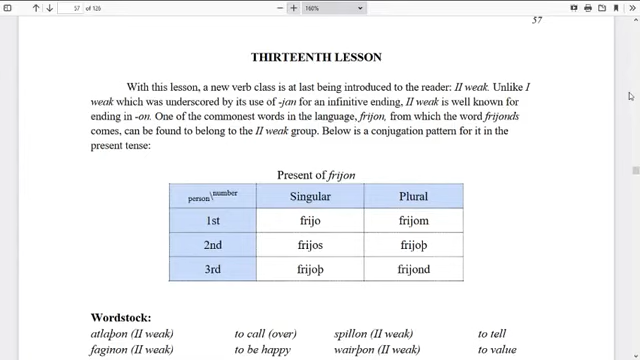 57 of 126
160%
57
THIRTEENTH LESSON
With this lesson, a new verb class is at last being introduced to the reader: II weak. Unlike I
weak which was underscored by its use of -jan for an infinitive ending, II weak is well known for
ending in -on. One of the commonest words in the language, frijon, from which the word frijonds
comes, can be found to belong to the II weak group. Below is a conjugation pattern for it in the
present tense:
Present of frijon
person\number Singular Plural
1st frijo frijom
2nd frijos frijoþ
3rd frijoþ frijond
Wordstock:
atlaþon (II weak) to call (over) spillon (II weak) to tell
faginon (II weak) to be happy wairþon (II weak) to value